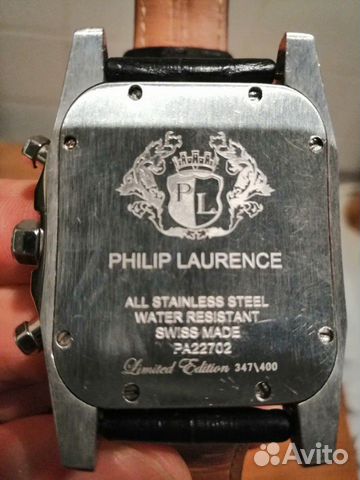 PL
PHILIP LAURENCE
ALL STAINLESS STEEL
WATER RESISTANT
SWISS MADE
PA22702
Limited Edition 347\400
Avito